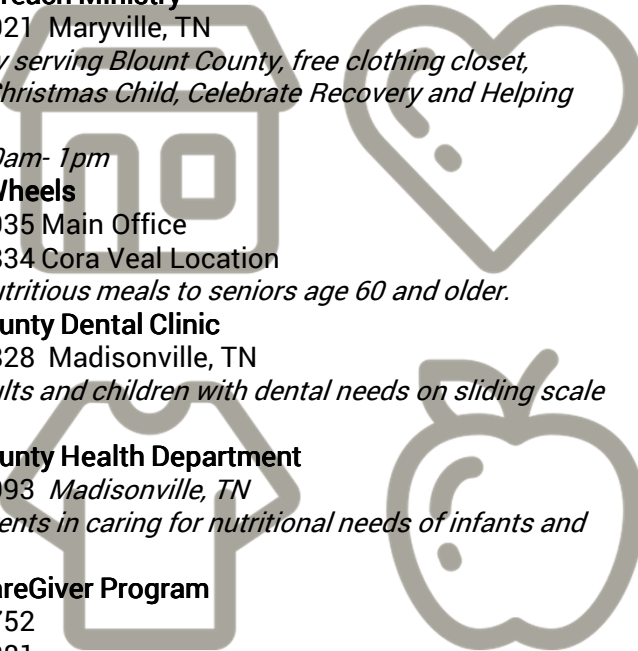 reach Ministry
021 Maryville, TN
y serving Blount County, free clothing closet,
Christmas Child, Celebrate Recovery and Helping
0am- 1pm
Wheels
035 Main Office
334 Cora Veal Location
utritious meals to seniors age 60 and older.
unty Dental Clinic
328 Madisonville, TN
ults and children with dental needs on sliding scale
unty Health Department
093 Madisonville, TN
ents in caring for nutritional needs of infants and
areGiver Program
752